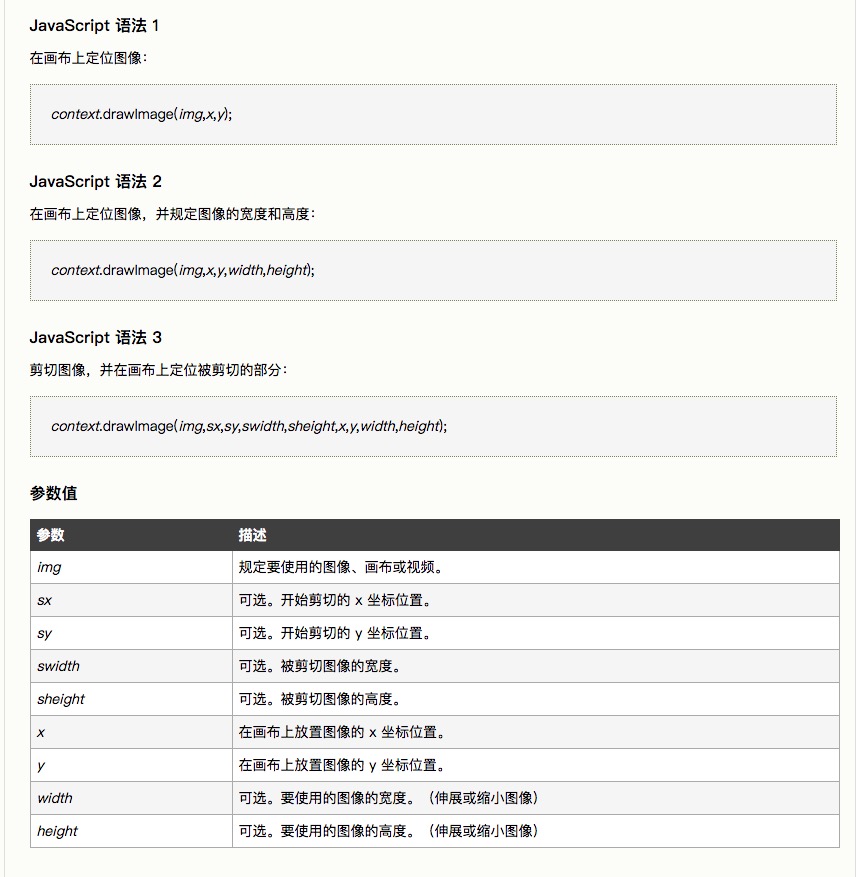 JavaScript 语法 1
在画布上定位图像：
context.drawImage(img,x,y);
JavaScript 语法 2
在画布上定位图像，并规定图像的宽度和高度：
context.drawImage(img,x,y,width,height);
JavaScript 语法 3
剪切图像，并在画布上定位被剪切的部分：
context.drawImage(img,sx,sy,swidth,sheight,x,y,width,height);
参数值
参数 描述
img 规定要使用的图像、画布或视频。
sx 可选。开始剪切的 x 坐标位置。
sy 可选。开始剪切的 y 坐标位置。
swidth 可选。被剪切图像的宽度。
sheight 可选。被剪切图像的高度。
x 在画布上放置图像的 x 坐标位置。
y 在画布上放置图像的 y 坐标位置。
width 可选。要使用的图像的宽度。（伸展或缩小图像）
height 可选。要使用的图像的高度。（伸展或缩小图像）